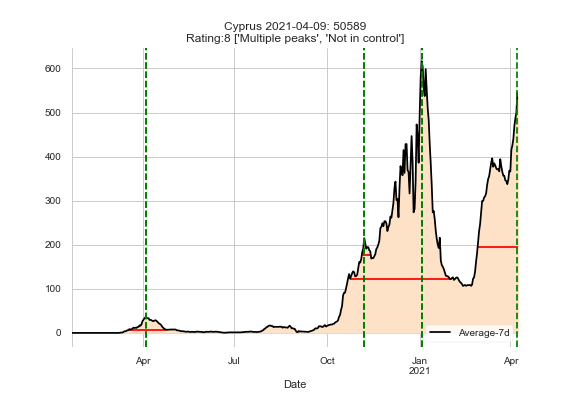 Cyprus 2021-04-09: 50589
Rating:8 ['Multiple peaks', 'Not in control']
600
500
400
300
200
100
0
Average-7d
Apr
Jul
Oct
Jan
2021
Apr
Date